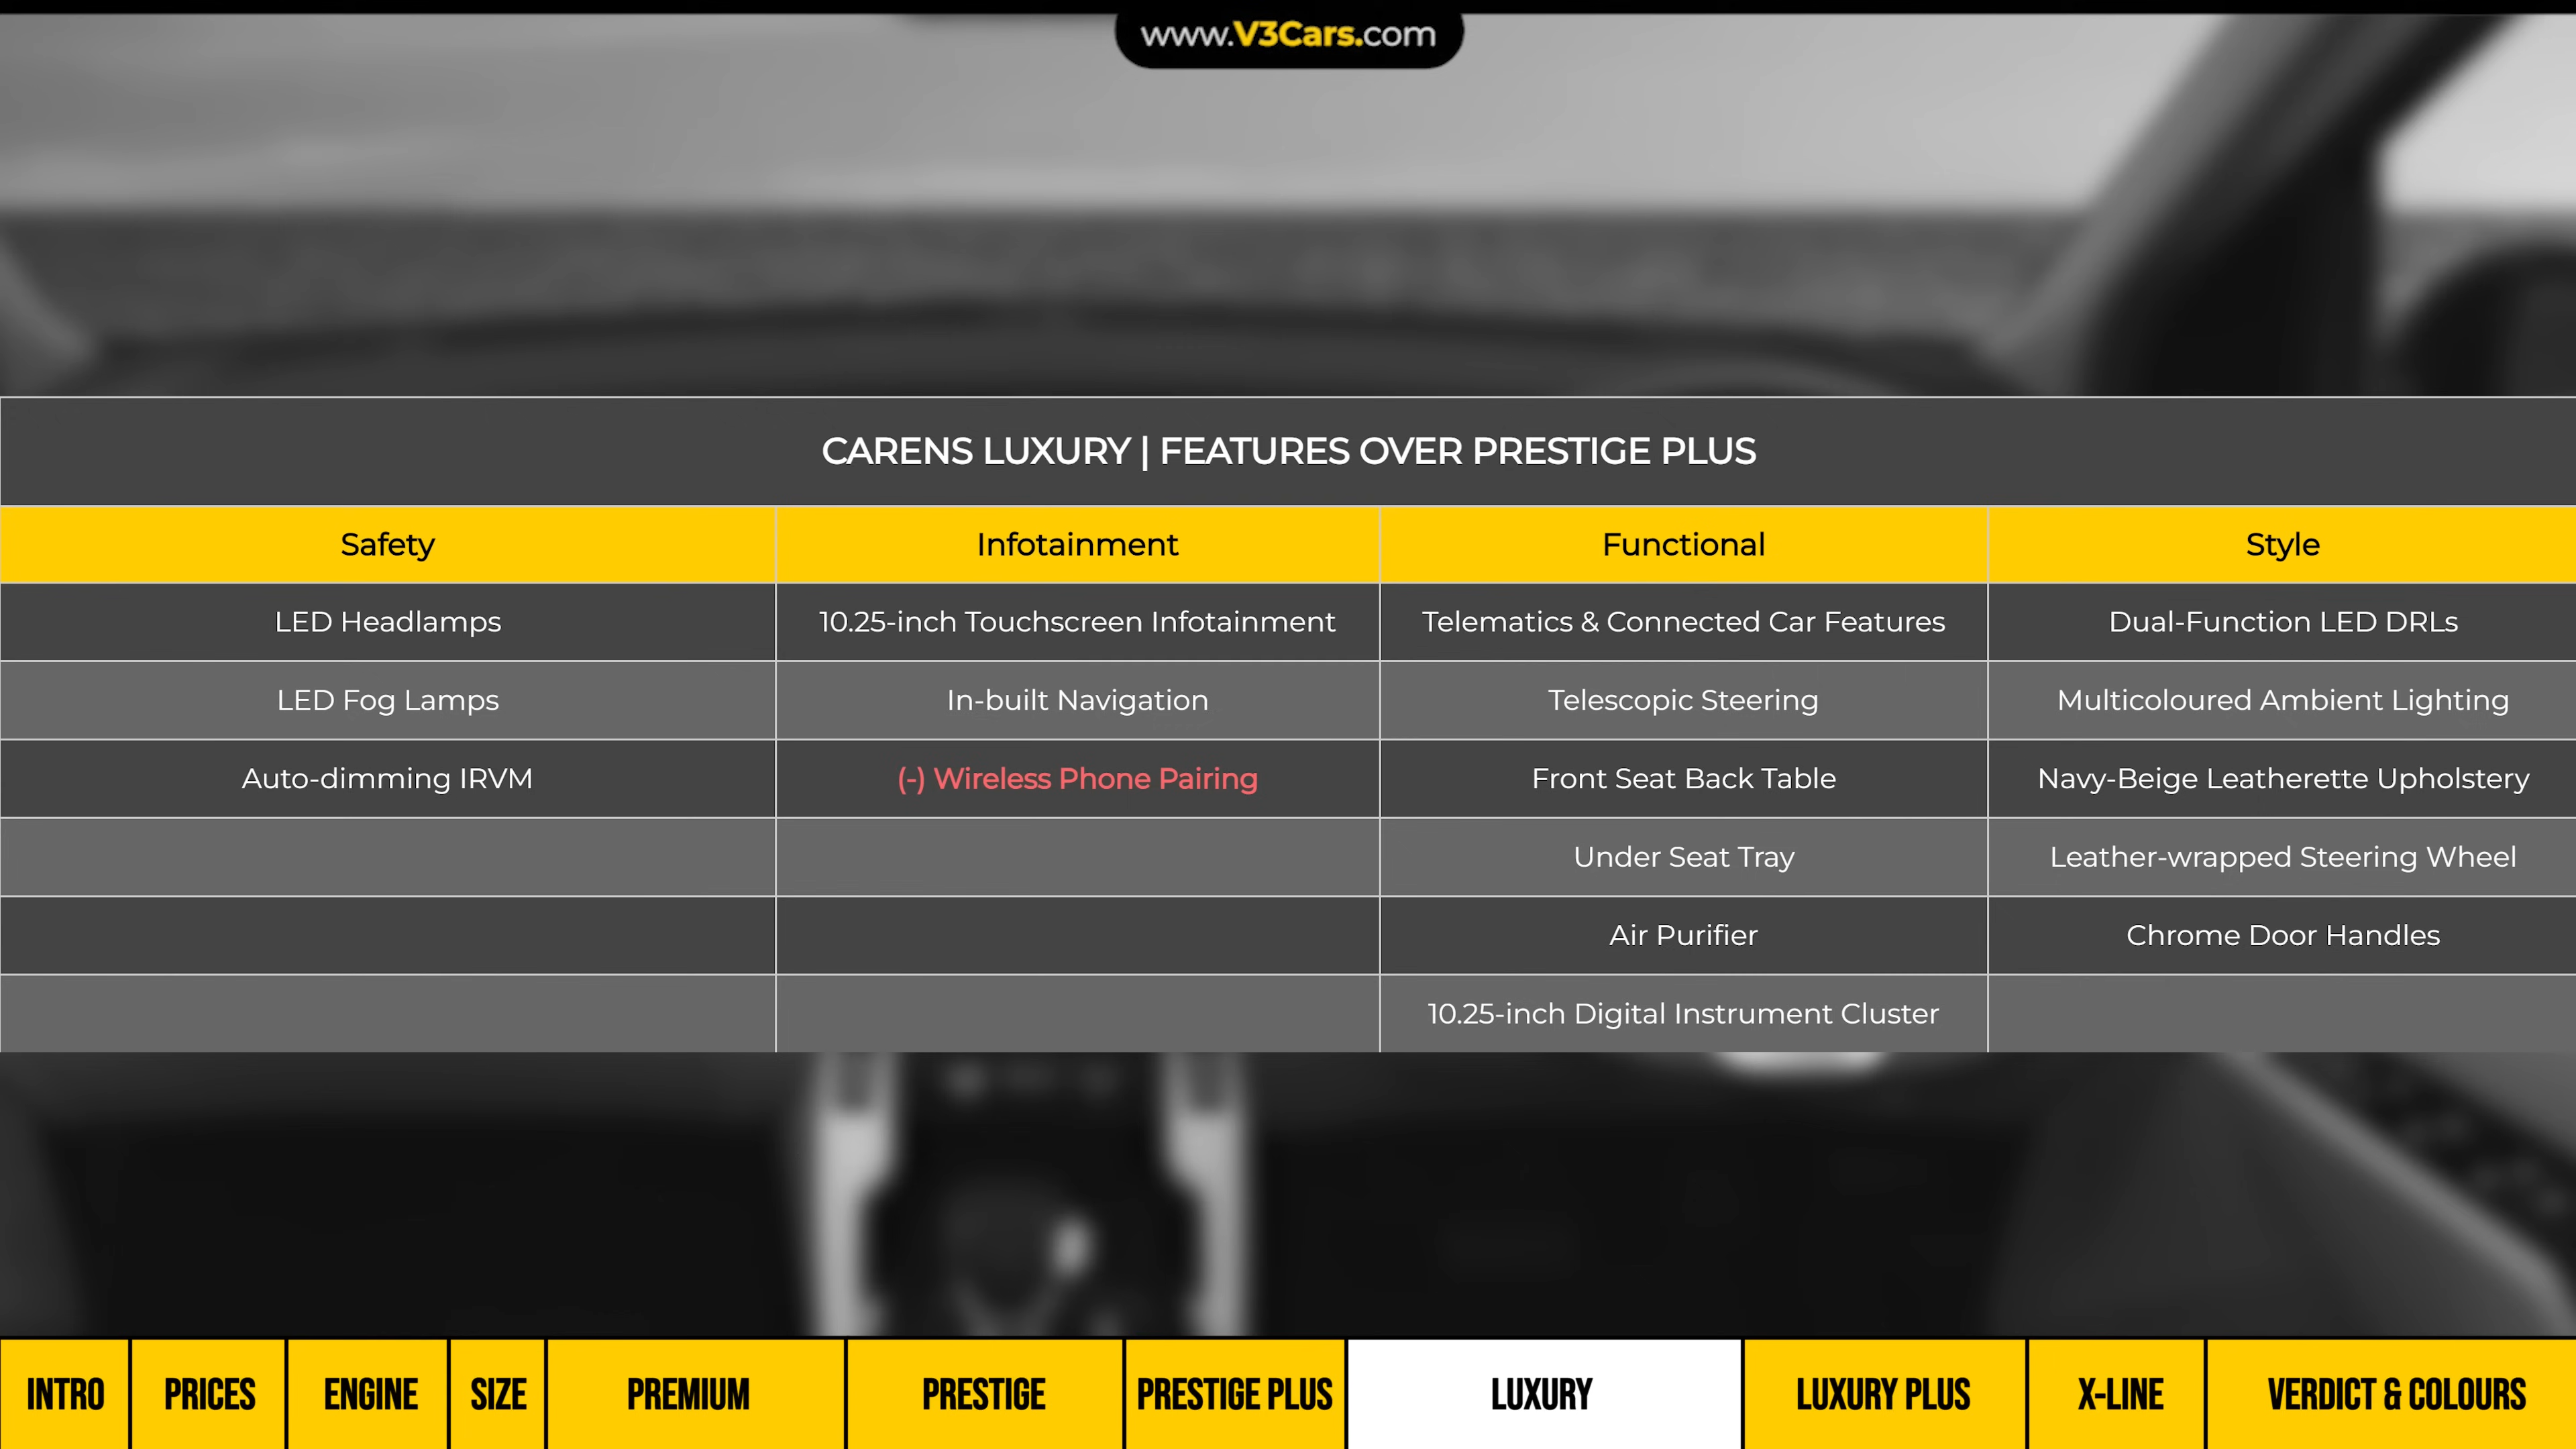 www.V3Cars.com
CARENS LUXURY | FEATURES OVER PRESTIGE PLUS
Safety Infotainment Functional Style
LED Headlamps 10.25-inch Touchscreen Infotainment Telematics & Connected Car Features Dual-Function LED DRLs
LED Fog Lamps In-built Navigation Telescopic Steering Multicoloured Ambient Lighting
Auto-dimming IRVM (-) Wireless Phone Pairing Front Seat Back Table Navy-Beige Leatherette Upholstery
Under Seat Tray Leather-wrapped Steering Wheel
Air Purifier Chrome Door Handles
10.25-inch Digital Instrument Cluster
INTRO PRICES ENGINE SIZE PREMIUM PRESTIGE PRESTIGE PLUS LUXURY LUXURY PLUS X-LINE VERDICT & COLOURS